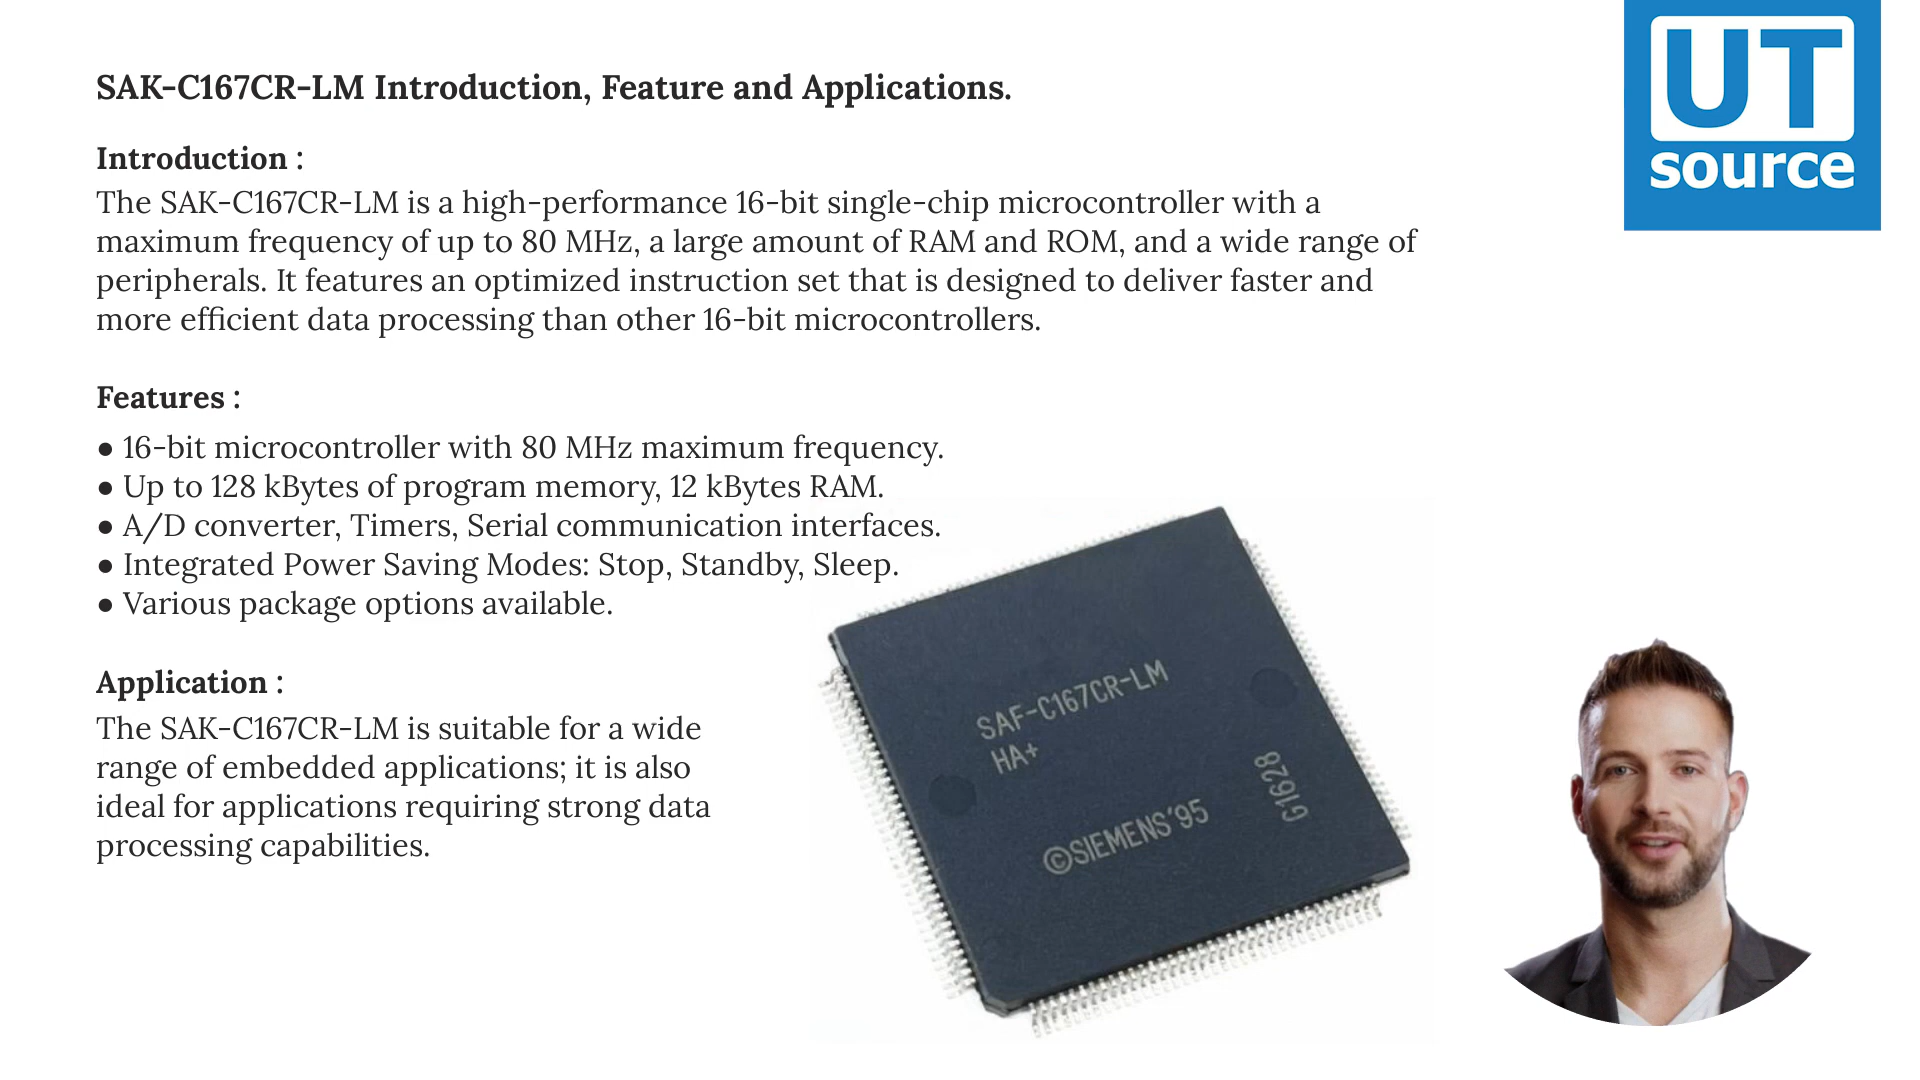 SAK-C167CR-LM Introduction, Feature and Applications.
UT
source
Introduction :
The SAK-C167CR-LM is a high-performance 16-bit single-chip microcontroller with a
maximum frequency of up to 80 MHz, a large amount of RAM and ROM, and a wide range of
peripherals. It features an optimized instruction set that is designed to deliver faster and
more efficient data processing than other 16-bit microcontrollers.
Features :
● 16-bit microcontroller with 80 MHz maximum frequency.
● Up to 128 kBytes of program memory, 12 kBytes RAM.
● A/D converter, Timers, Serial communication interfaces.
● Integrated Power Saving Modes: Stop, Standby, Sleep.
● Various package options available.
Application :
The SAK-C167CR-LM is suitable for a wide
range of embedded applications; it is also
ideal for applications requiring strong data
processing capabilities.
SAF-C167CR-LM
HA+
©SIEMENS'95
G1628